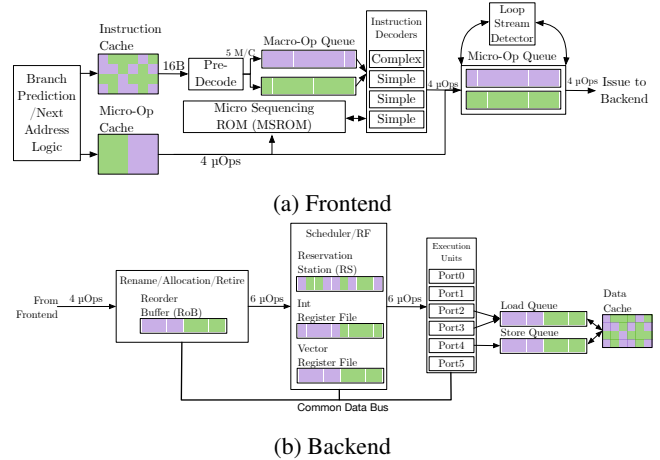 Instruction
Cache
Branch
Prediction
/Next
Address
Logic
Micro-Op
Cache
16B
Pre-
Decode
5 M/C
Macro-Op Queue
Micro Sequencing
ROM (MSROM)
4 µOps
Instruction
Decoders
Complex
Simple
Simple
Simple
4 µOps
Loop
Stream
Detector
Micro-Op Queue
4 µOps
Issue to
Backend
(a) Frontend
From
Frontend
4 µOps
Rename/Allocation/Retire
Reorder
Buffer (RoB)
6 µOps
Scheduler/RF
Reservation
Station (RS)
Int
Register File
Vector
Register File
6 µOps
Execution
Units
Port0
Port1
Port2
Port3
Port4
Port5
Load Queue
Store Queue
Data
Cache
Common Data Bus
(b) Backend